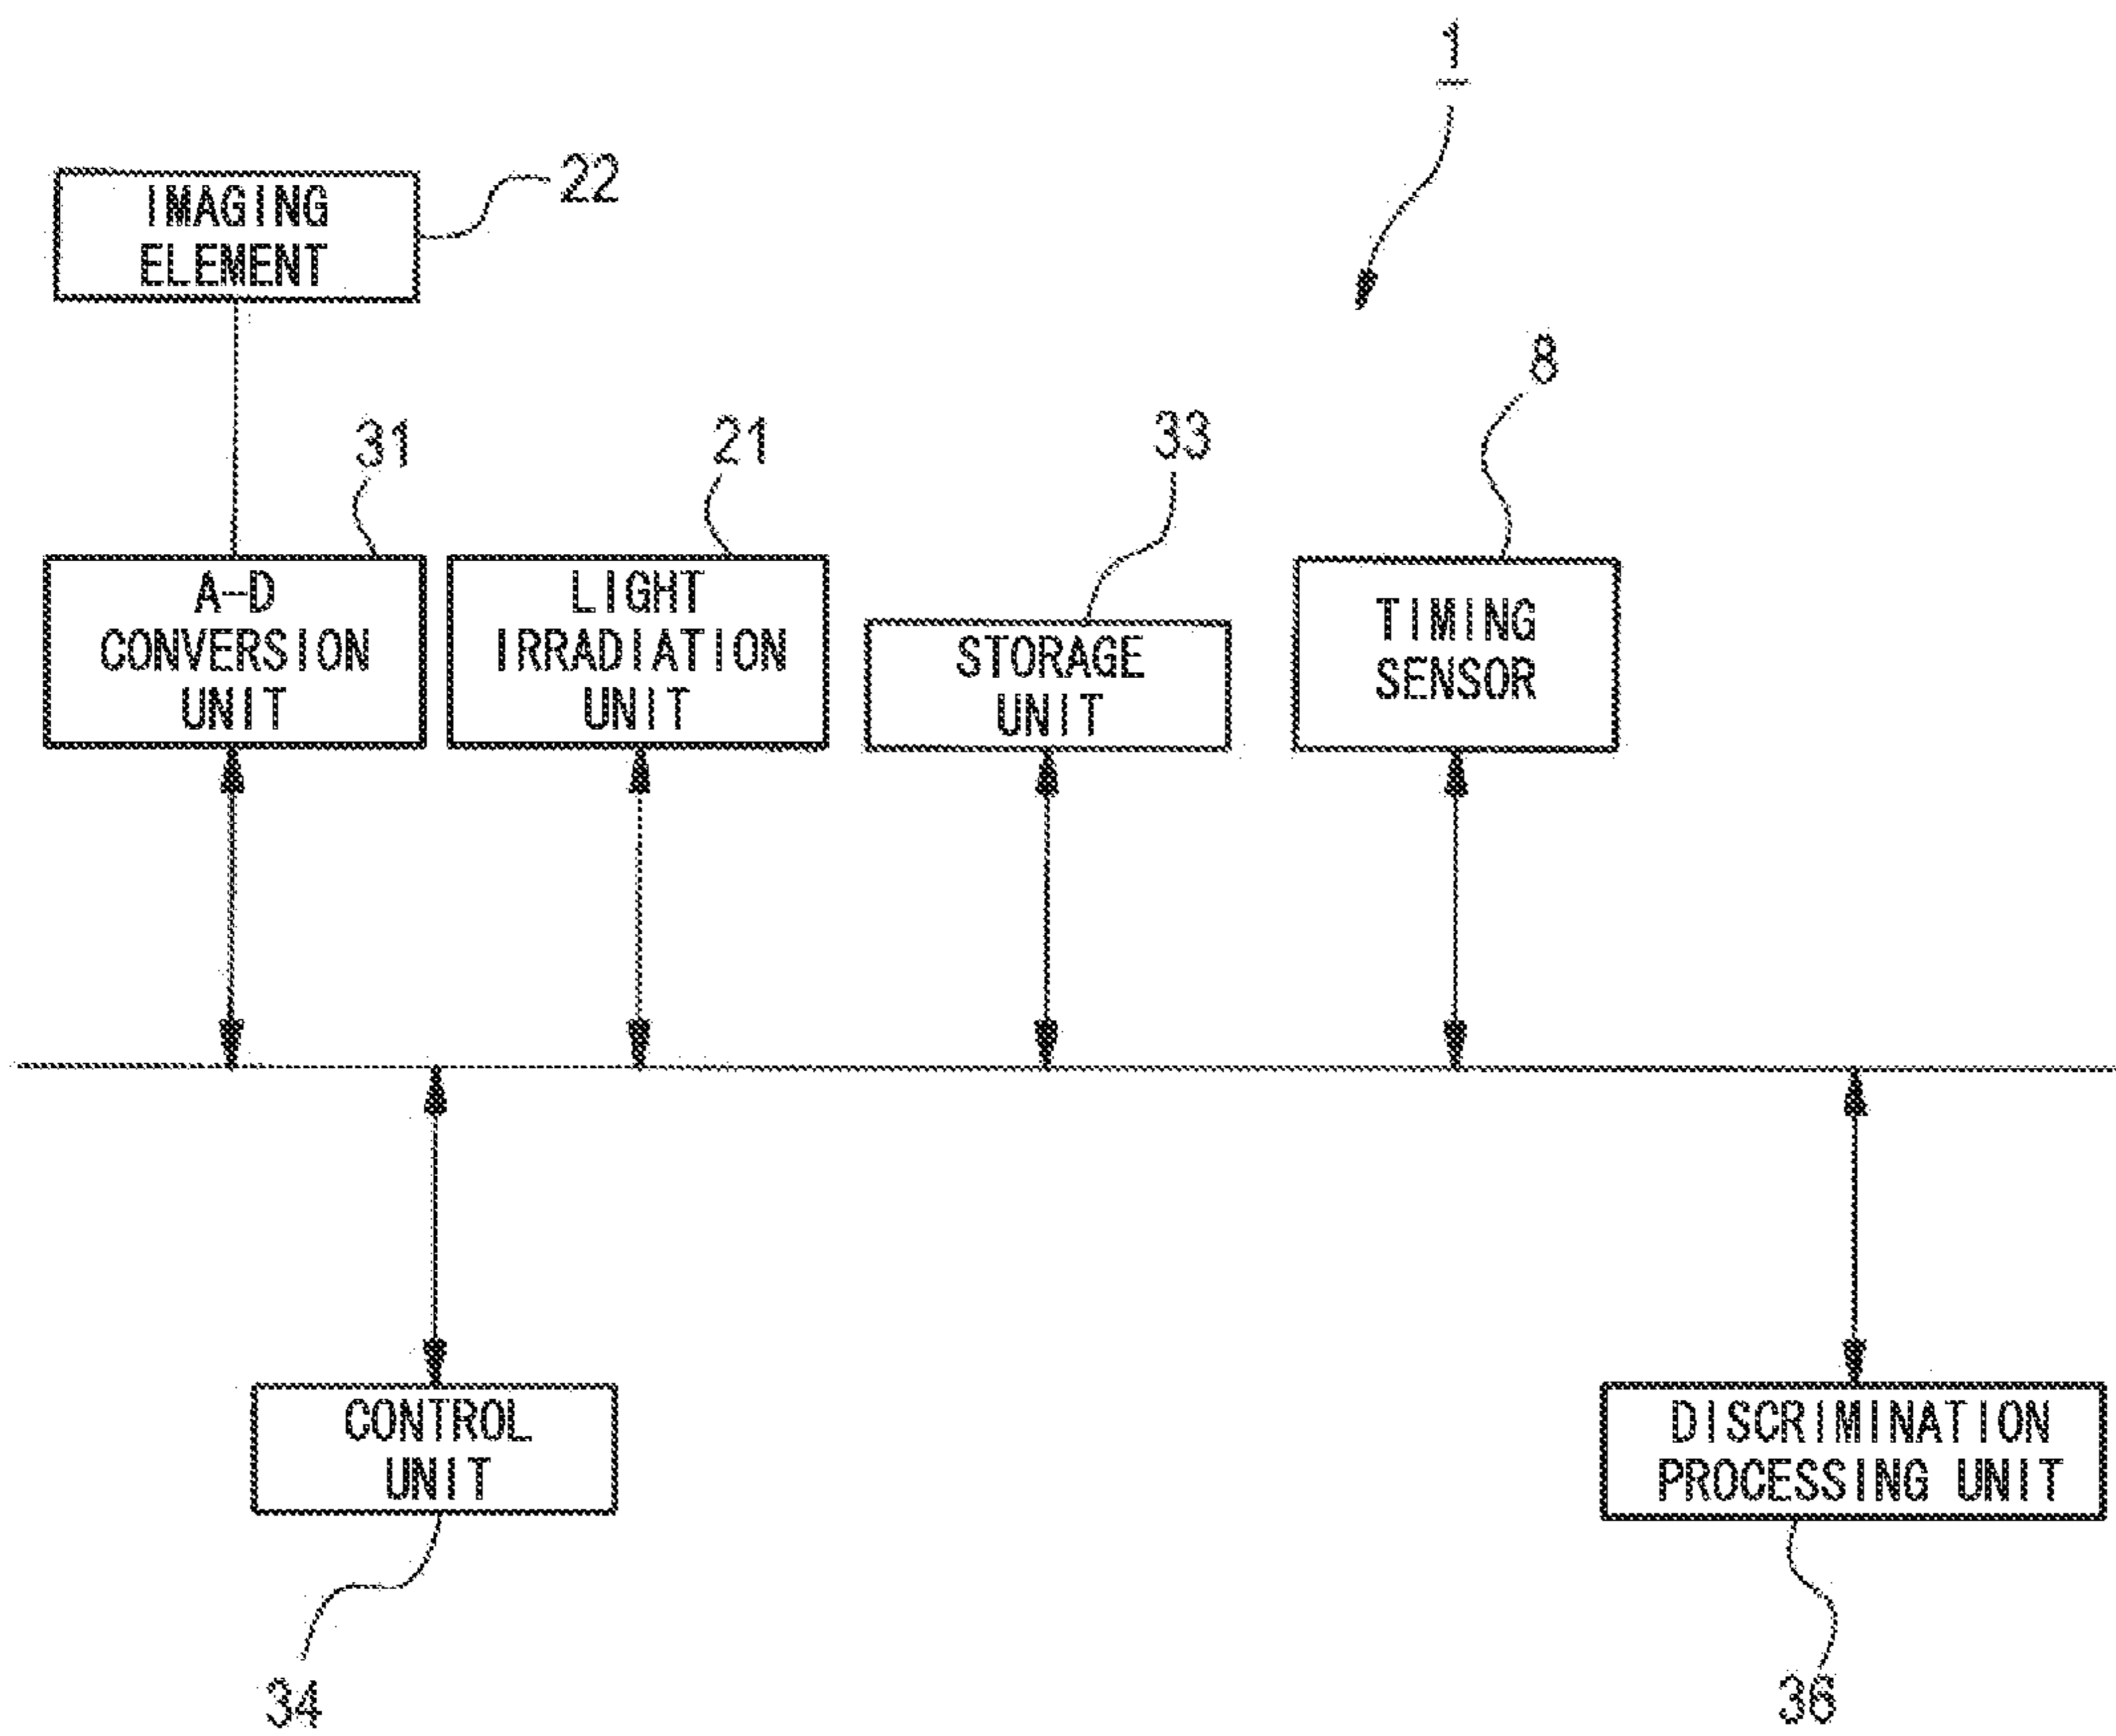 1
IMAGING
ELEMENT
22
31
21
33
8
A-D
CONVERSION
UNIT
LIGHT
IRRADIATION
UNIT
STORAGE
UNIT
TIMING
SENSOR
CONTROL
UNIT
DISCRIMINATION
PROCESSING UNIT
34
36